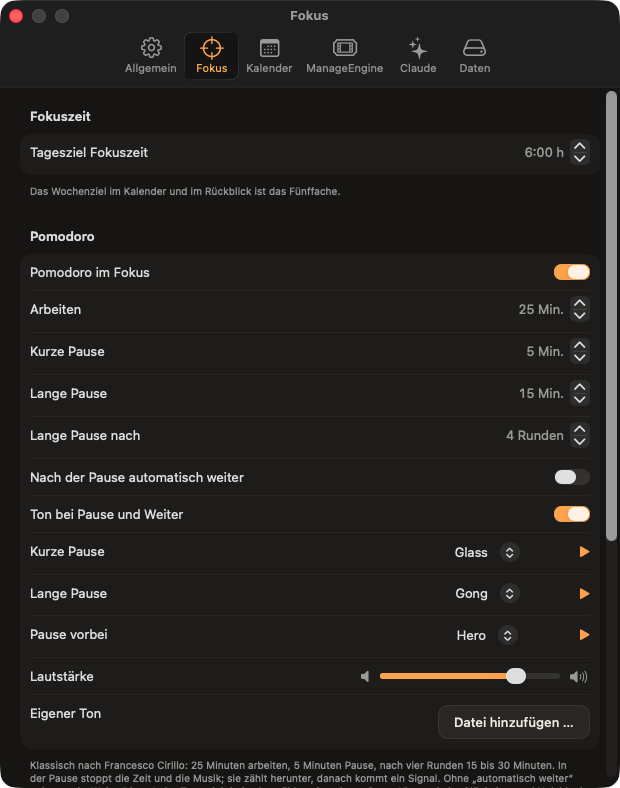 Fokus
Allgemein Fokus Kalender ManageEngine Claude Daten
Fokuszeit
Tagesziel Fokuszeit 6:00 h
Das Wochenziel im Kalender und im Rückblick ist das Fünffache.
Pomodoro
Pomodoro im Fokus
Arbeiten 25 Min.
Kurze Pause 5 Min.
Lange Pause 15 Min.
Lange Pause nach 4 Runden
Nach der Pause automatisch weiter
Ton bei Pause und Weiter
Kurze Pause Glass
Lange Pause Gong
Pause vorbei Hero
Lautstärke
Eigener Ton Datei hinzufügen ...
Klassisch nach Francesco Cirillo: 25 Minuten arbeiten, 5 Minuten Pause, nach vier Runden 15 bis 30 Minuten. In
der Pause stoppt die Zeit und die Musik; sie zählt herunter, danach kommt ein Signal. Ohne „automatisch weiter"